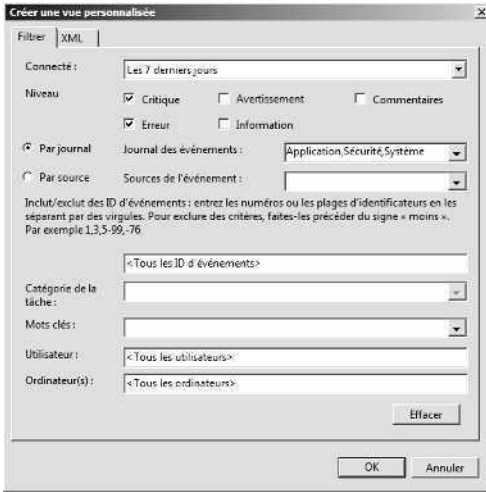 Créer une vue personnalisée
Filtrer XML
Connecté : Les 7 derniers jours
Niveau Critique Avertissement Commentaires
Erreur Information
Par journal Journal des événements : Application,Sécurité,Système
Par source Sources de l'événement :
Inclut/exclut des ID d'événements : entrez les numéros ou les plages d'identificateurs en les
séparant par des virgules. Pour exclure des critères, faites-les précéder du signe « moins ».
Par exemple 1,3,5-99,-76
<Tous les ID d'événements>
Catégorie de la
tâche :
Mots clés :
Utilisateur : <Tous les utilisateurs>
Ordinateur(s) : <Tous les ordinateurs>
Effacer
OK Annuler